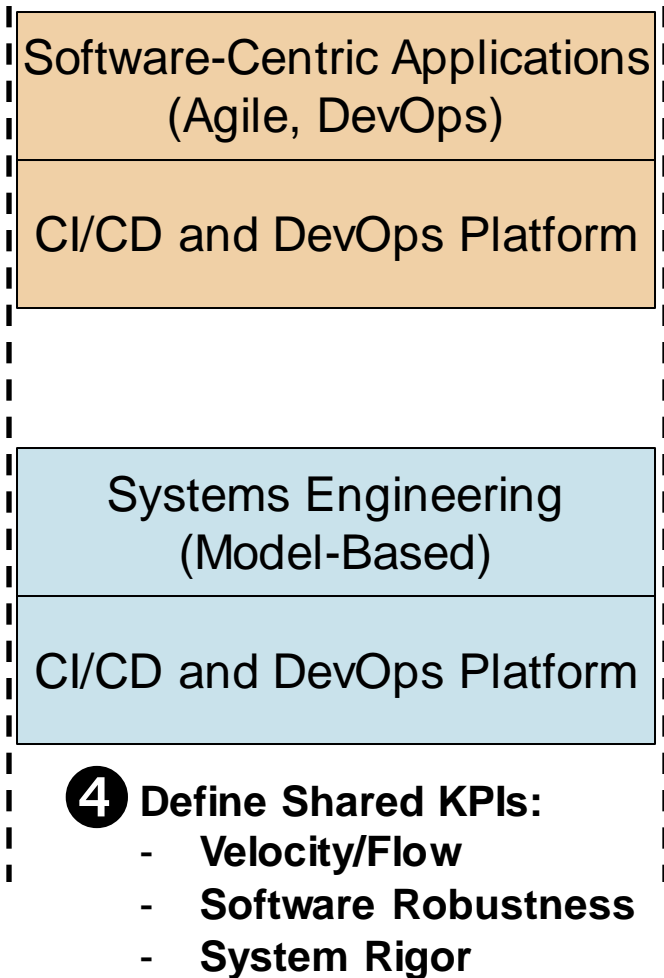 Software-Centric Applications
(Agile, DevOps)
CI/CD and DevOps Platform
Systems Engineering
(Model-Based)
CI/CD and DevOps Platform
❹ Define Shared KPIs:
- Velocity/Flow
- Software Robustness
- System Rigor